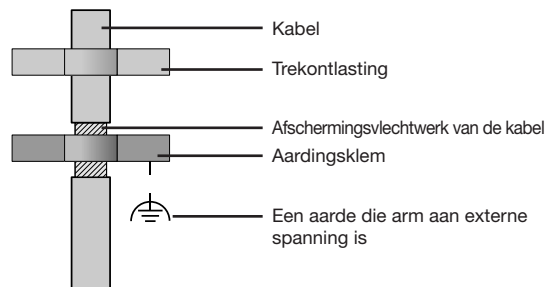 Kabel
Trekontlasting
Afschermingsvlechtwerk van de kabel
Aardingsklem
Een aarde die arm aan externe
spanning is